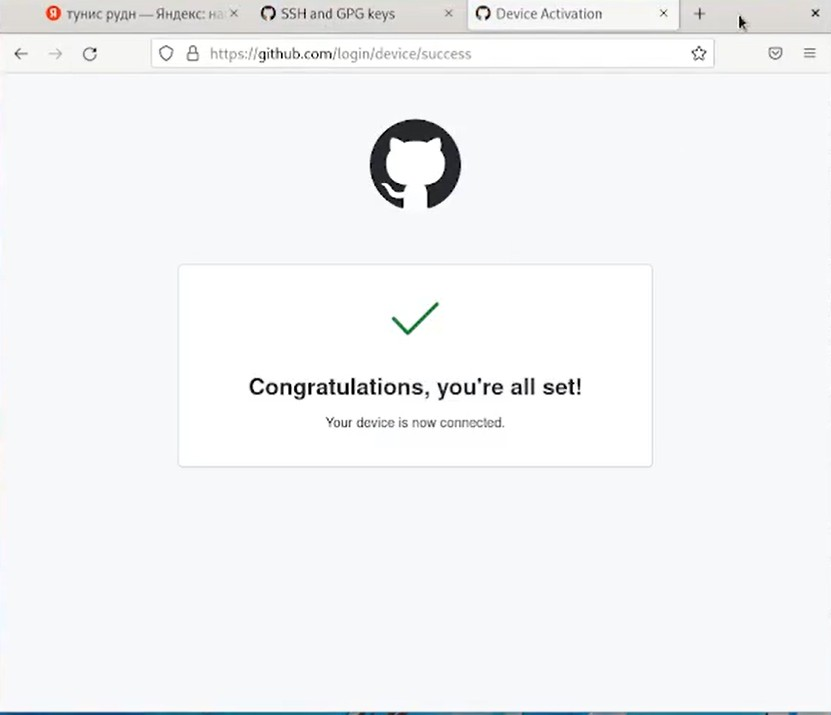 тунис рудн — Яндекс: на
SSH and GPG keys
Device Activation
https://github.com/login/device/success
Congratulations, you're all set!
Your device is now connected.